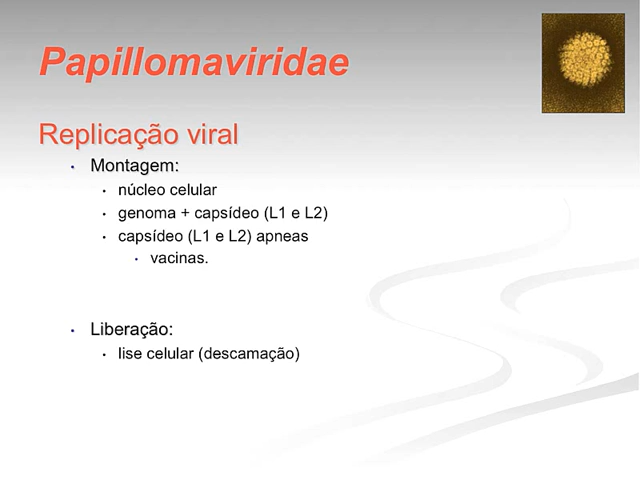 Papillomaviridae
Replicação viral
• Montagem:
• núcleo celular
• genoma + capsídeo (L1 e L2)
• capsídeo (L1 e L2) apneas
• vacinas.
• Liberação:
• lise celular (descamação)